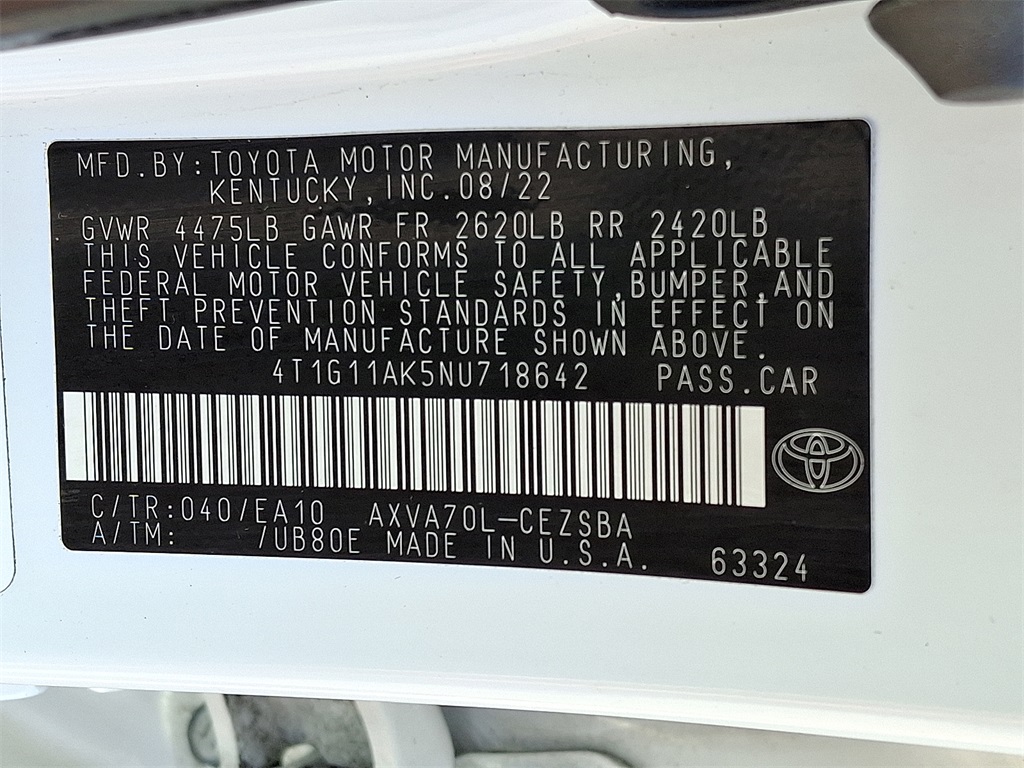 MFD.BY:TOYOTA MOTOR MANUFACTURING,
KENTUCKY, INC.08/22
GVWR 4475LB GAWR FR 2620LB RR 2420LB
THIS VEHICLE CONFORMS TO ALL APPLICABLE
FEDERAL MOTOR VEHICLE SAFETY,BUMPER,AND
THEFT PREVENTION STANDARDS IN EFFECT ON
THE DATE OF MANUFACTURE SHOWN ABOVE.
4T1G11AK5NU718642 PASS.CAR
C/TR:040/EA10 AXVA70L-CEZSBA
A/TM: /UB80E MADE IN U.S.A. 63324